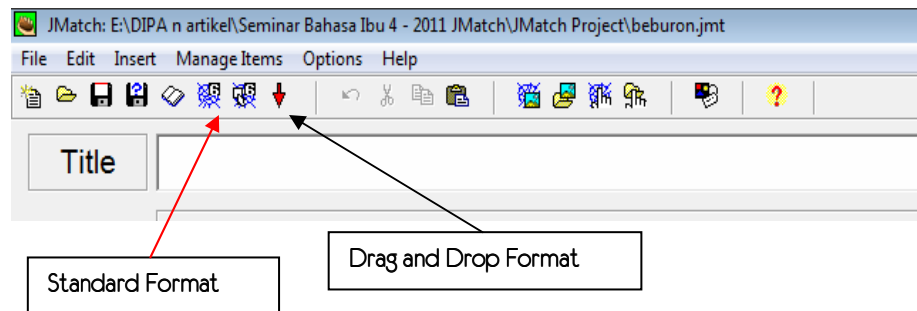 JMatch: E:\DIPA n artikel\Seminar Bahasa Ibu 4 - 2011 JMatch\JMatch Project\beburon.jmt
File Edit Insert Manage Items Options Help
Title
Drag and Drop Format
Standard Format